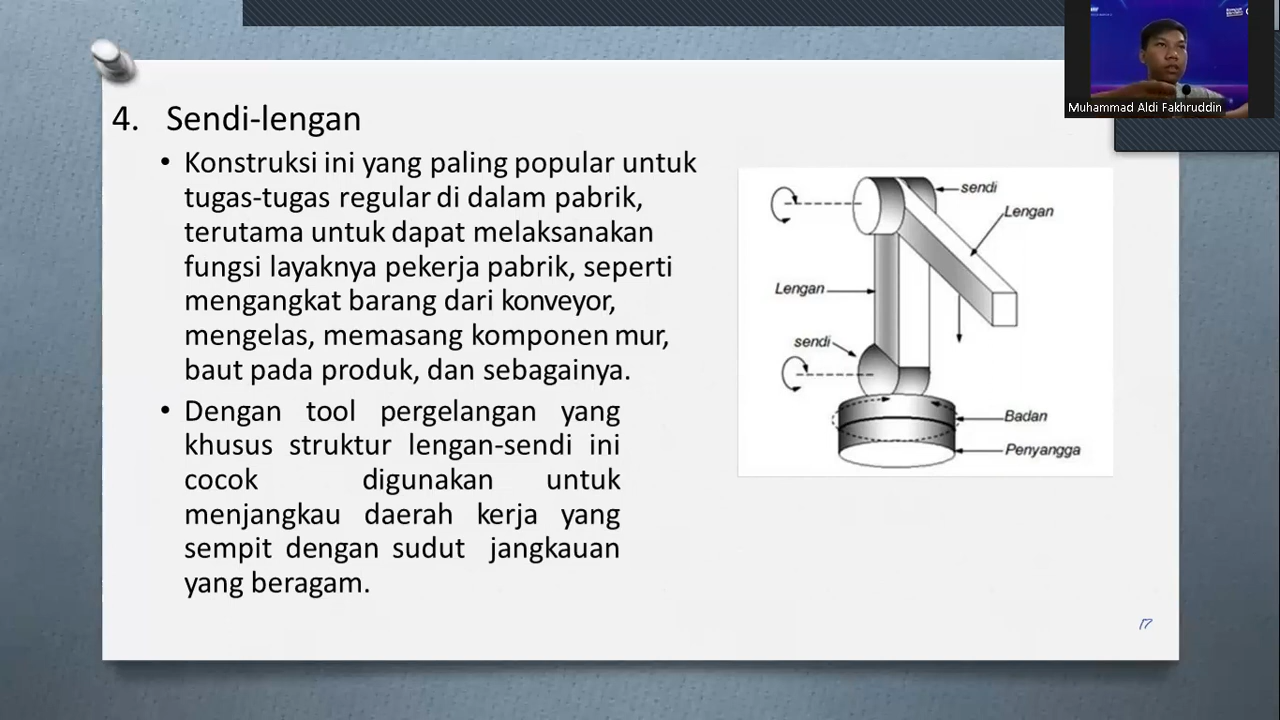 4. Sendi-lengan
• Konstruksi ini yang paling popular untuk
tugas-tugas regular di dalam pabrik,
terutama untuk dapat melaksanakan
fungsi layaknya pekerja pabrik, seperti
mengangkat barang dari konveyor,
mengelas, memasang komponen mur,
baut pada produk, dan sebagainya.
• Dengan tool pergelangan yang
khusus struktur lengan-sendi ini
cocok digunakan untuk
menjangkau daerah kerja yang
sempit dengan sudut jangkauan
yang beragam.
sendi
Lengan
Lengan
sendi
Badan
Penyangga
17
Muhammad Aldi Fakhruddin